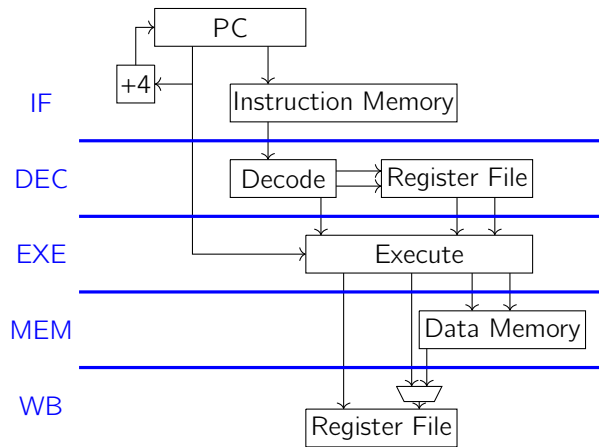 PC
+4
IF
Instruction Memory
DEC
Decode
Register File
EXE
Execute
MEM
Data Memory
WB
Register File